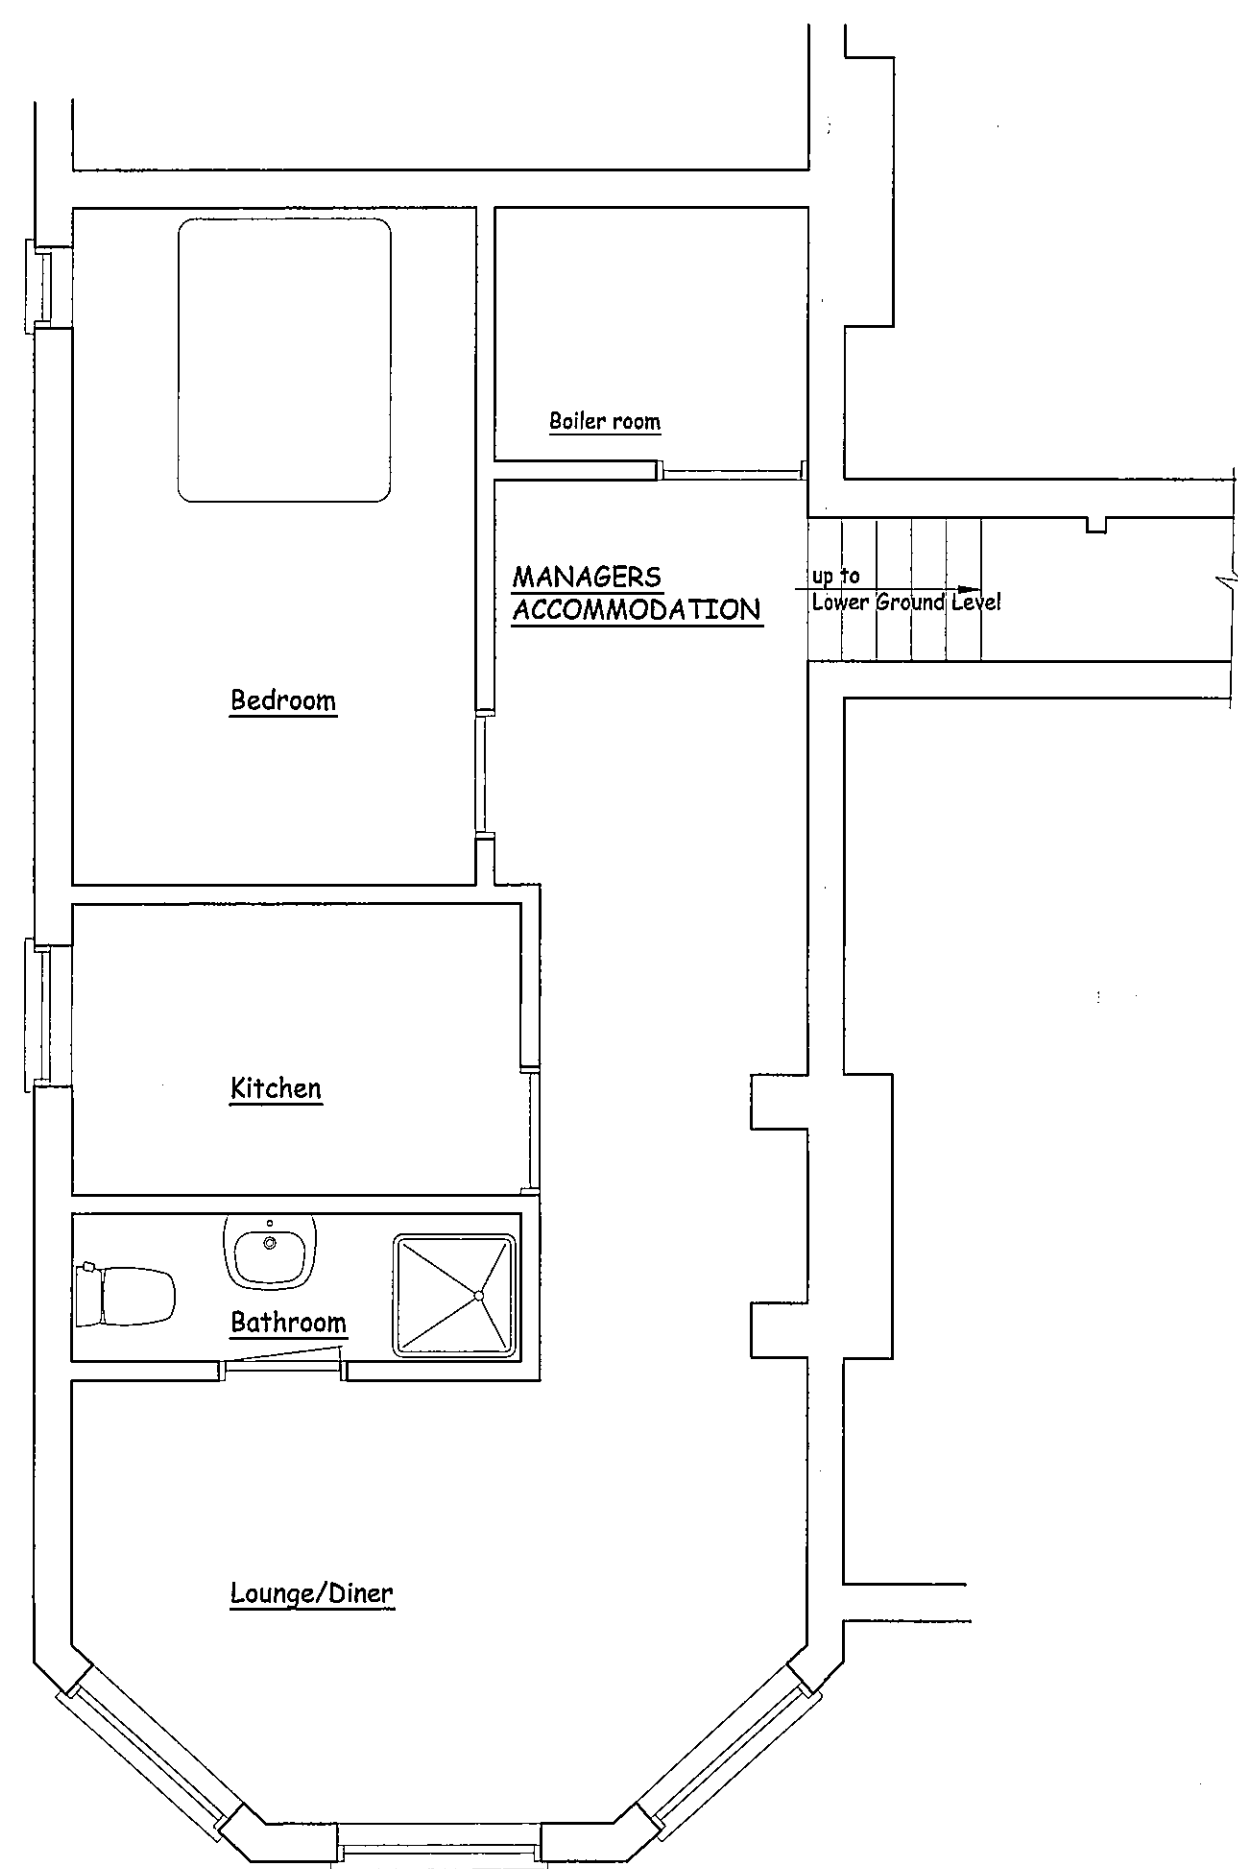 Boiler room
MANAGERS
ACCOMMODATION
up to
Lower Ground Level
Bedroom
Kitchen
Bathroom
Lounge/Diner